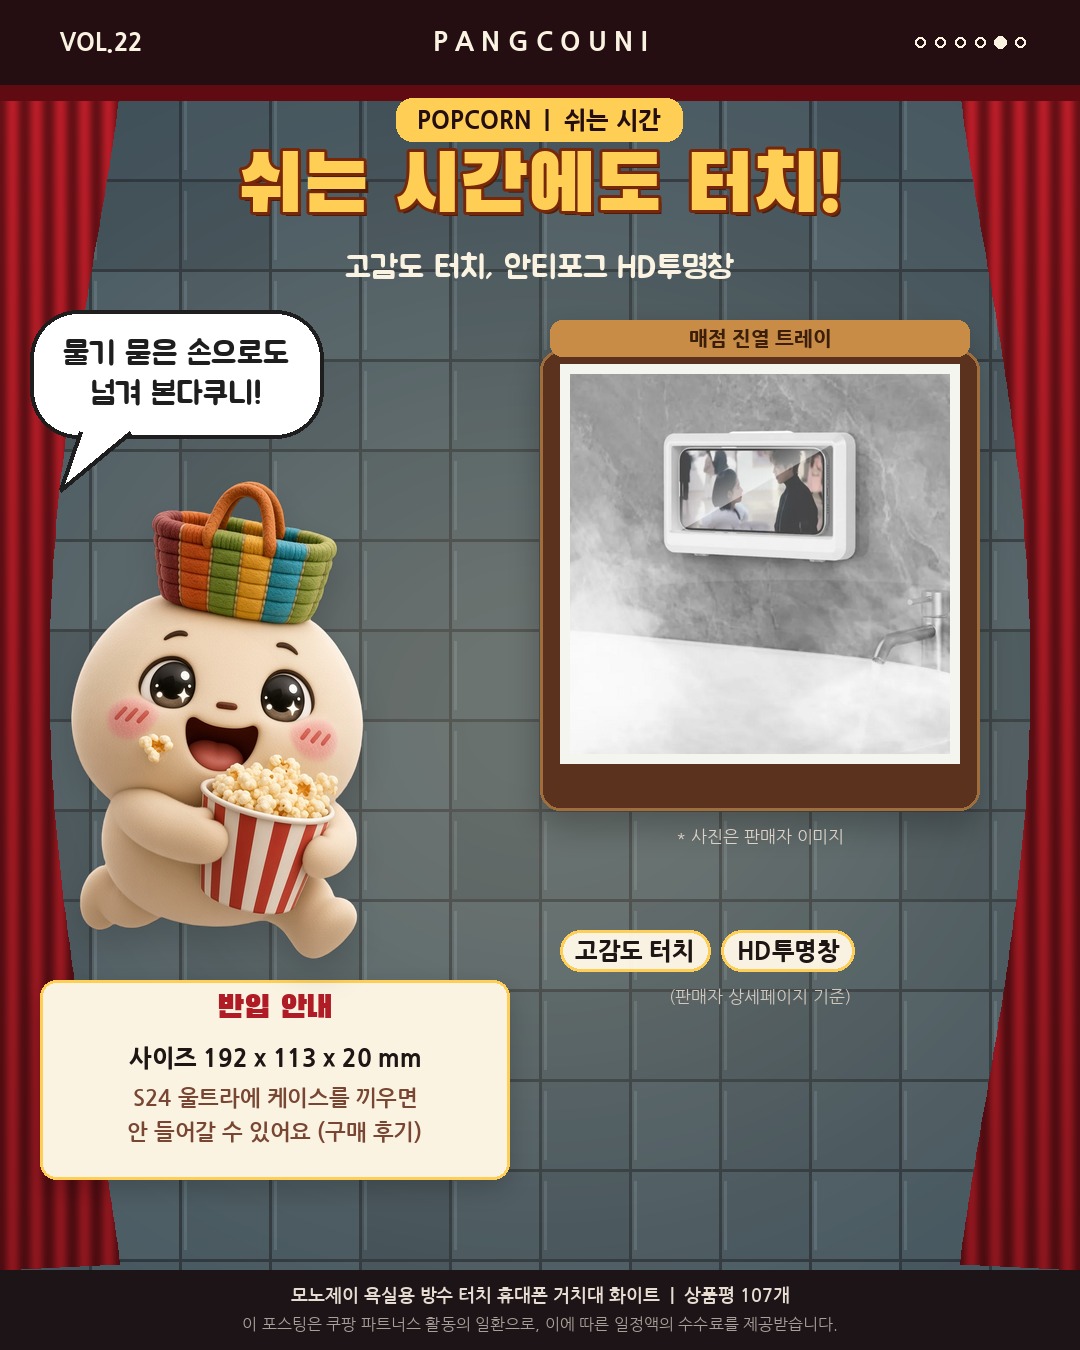 VOL.22
PANGCOUNI
POPCORN | 쉬는 시간
쉬는 시간에도 터치!
고감도 터치, 안티포그 HD투명창
물기 묻은 손으로도
넘겨 본다쿠니!
매점 진열 트레이
* 사진은 판매자 이미지
고감도 터치
HD투명창
(판매자 상세페이지 기준)
반입 안내
사이즈 192 x 113 x 20 mm
S24 울트라에 케이스를 끼우면
안 들어갈 수 있어요 (구매 후기)
모노제이 욕실용 방수 터치 휴대폰 거치대 화이트 | 상품평 107개
이 포스팅은 쿠팡 파트너스 활동의 일환으로, 이에 따른 일정액의 수수료를 제공받습니다.